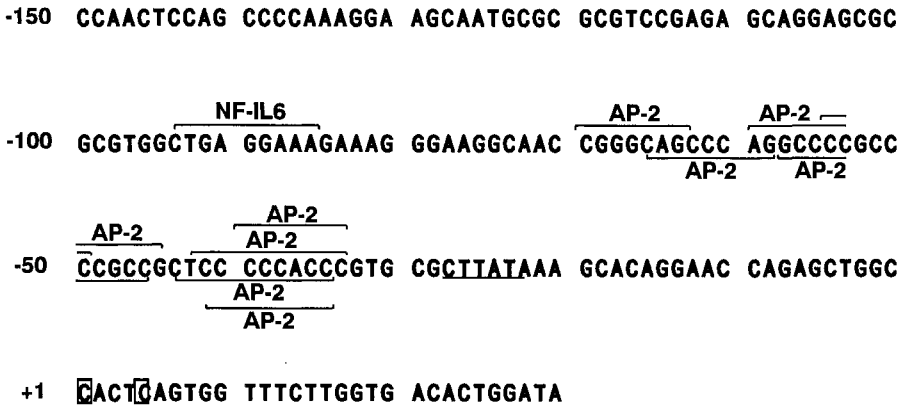 -150 CCAACTCCAG CCCCAAAGGA AGCAATGCGC GCGTCCGAGA GCAGGAGCGC
NF-IL6 AP-2 AP-2
-100 GCGTGGCTGA GGAAAGAAAG GGAAGGCAAC CGGGCAGCCC AGGCCCCGCC
AP-2 AP-2
AP-2
AP-2 AP-2
-50 CCGCCGCTCC CCCACCCGTG CGCTTATAAA GCACAGGAAC CAGAGCTGGC
AP-2
AP-2
+1 CACTCAGTGG TTTCTTGGTG ACACTGGATA